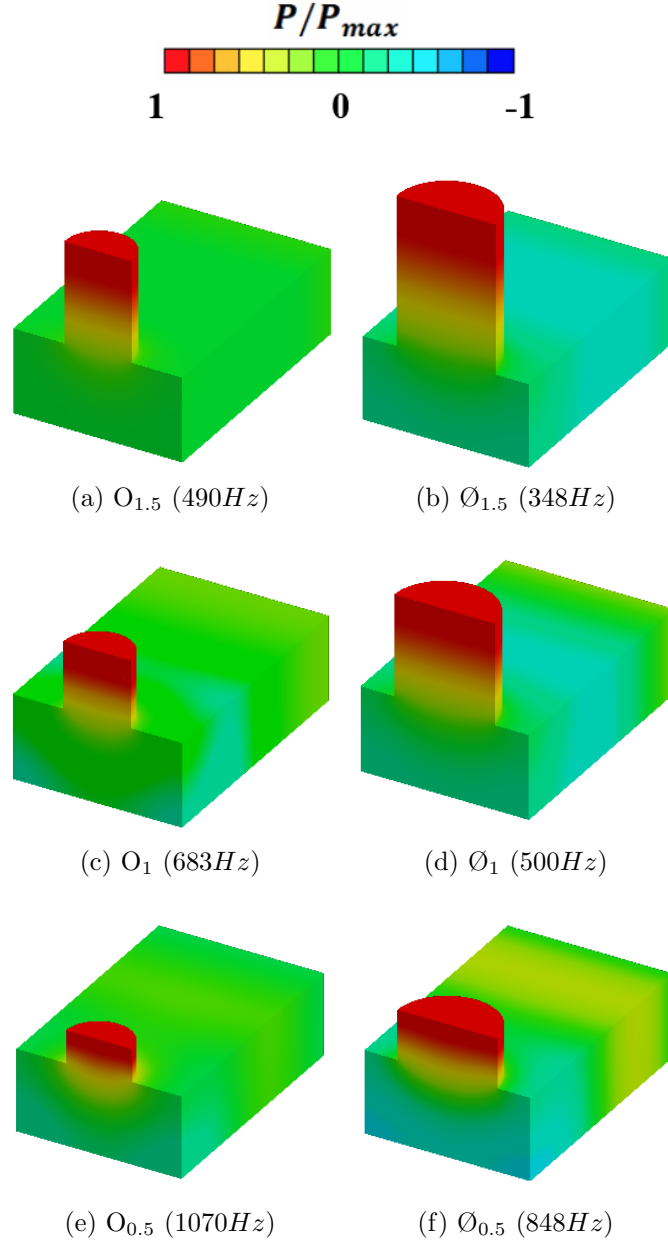 P/P_max
1 0 -1
(a) O_1.5 (490Hz) (b) Ø_1.5 (348Hz)
(c) O_1 (683Hz) (d) Ø_1 (500Hz)
(e) O_0.5 (1070Hz) (f) Ø_0.5 (848Hz)